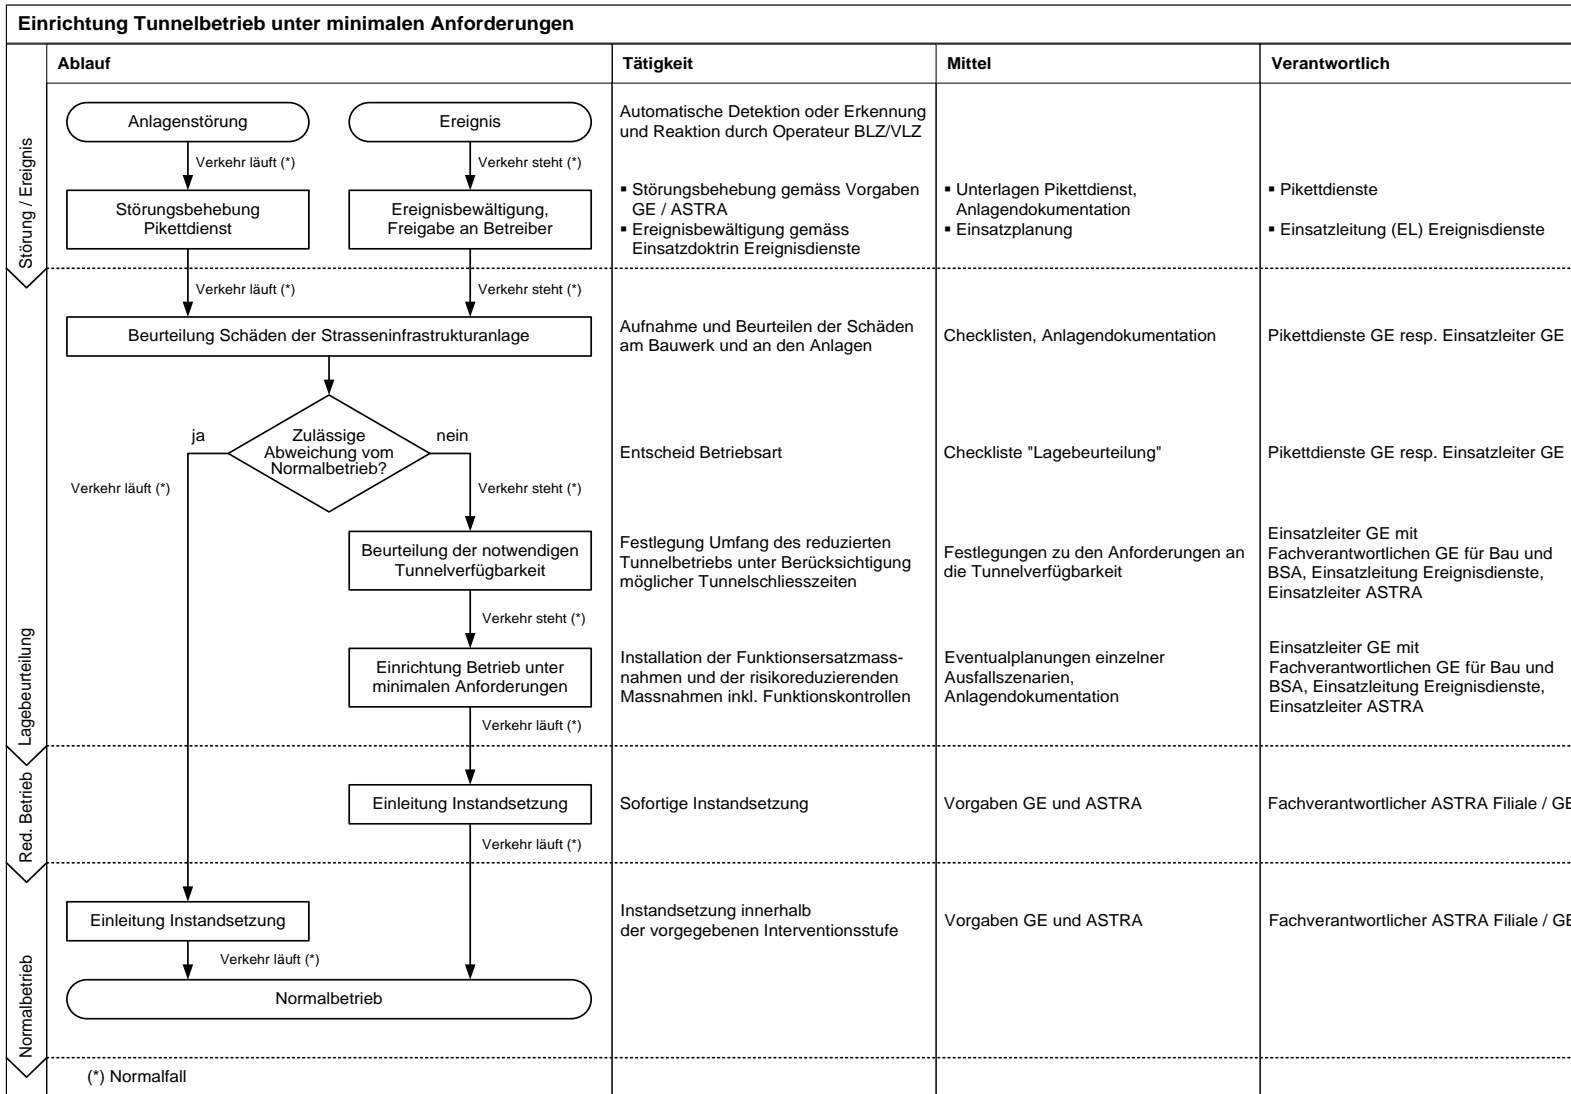 Einrichtung Tunnelbetrieb unter minimalen Anforderungen
Ablauf
Tätigkeit
Mittel
Verantwortlich
Störung / Ereignis
Anlagenstörung
Ereignis
Automatische Detektion oder Erkennung
und Reaktion durch Operateur BLZ/VLZ
Verkehr läuft (*)
Verkehr steht (*)
Störungsbehebung
Pikettdienst
Ereignisbewältigung,
Freigabe an Betreiber
▪ Störungsbehebung gemäss Vorgaben
GE / ASTRA
▪ Ereignisbewältigung gemäss
Einsatzdoktrin Ereignisdienste
▪ Unterlagen Pikettdienst,
Anlagendokumentation
▪ Einsatzplanung
▪ Pikettdienste
▪ Einsatzleitung (EL) Ereignisdienste
Lagebeurteilung
Verkehr läuft (*)
Verkehr steht (*)
Beurteilung Schäden der Strasseninfrastrukturanlage
Aufnahme und Beurteilen der Schäden
am Bauwerk und an den Anlagen
Checklisten, Anlagendokumentation
Pikettdienste GE resp. Einsatzleiter GE
ja
Zulässige
Abweichung vom
Normalbetrieb?
nein
Entscheid Betriebsart
Checkliste "Lagebeurteilung"
Pikettdienste GE resp. Einsatzleiter GE
Verkehr läuft (*)
Verkehr steht (*)
Beurteilung der notwendigen
Tunnelverfügbarkeit
Festlegung Umfang des reduzierten
Tunnelbetriebs unter Berücksichtigung
möglicher Tunnelschliesszeiten
Festlegungen zu den Anforderungen an
die Tunnelverfügbarkeit
Einsatzleiter GE mit
Fachverantwortlichen GE für Bau und
BSA, Einsatzleitung Ereignisdienste,
Einsatzleiter ASTRA
Verkehr steht (*)
Einrichtung Betrieb unter
minimalen Anforderungen
Installation der Funktionsersatzmass-
nahmen und der risikoreduzierenden
Massnahmen inkl. Funktionskontrollen
Eventualplanungen einzelner
Ausfallszenarien,
Anlagendokumentation
Einsatzleiter GE mit
Fachverantwortlichen GE für Bau und
BSA, Einsatzleitung Ereignisdienste,
Einsatzleiter ASTRA
Verkehr läuft (*)
Red. Betrieb
Einleitung Instandsetzung
Sofortige Instandsetzung
Vorgaben GE und ASTRA
Fachverantwortlicher ASTRA Filiale / GE
Verkehr läuft (*)
Normalbetrieb
Einleitung Instandsetzung
Instandsetzung innerhalb
der vorgegebenen Interventionsstufe
Vorgaben GE und ASTRA
Fachverantwortlicher ASTRA Filiale / GE
Verkehr läuft (*)
Normalbetrieb
(*) Normalfall